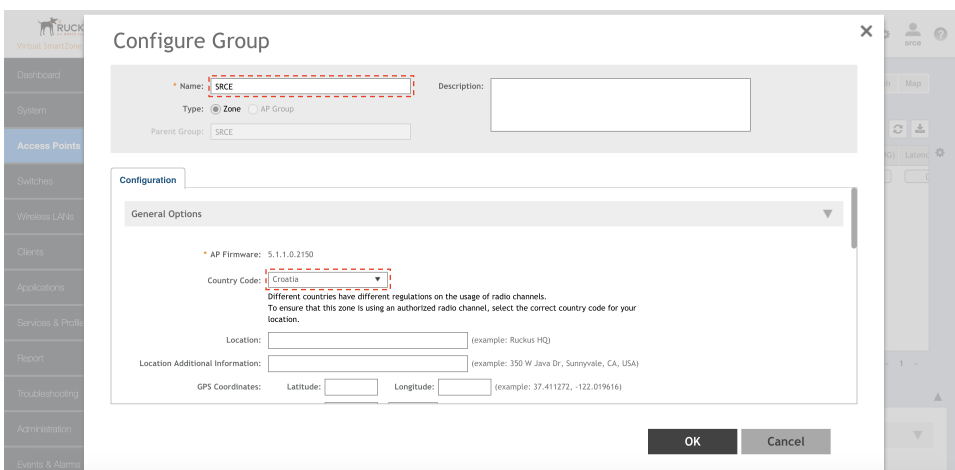 RUCK
Virtual SmartZone
Configure Group
srce
Dashboard
System
Access Points
Switches
Wireless LANs
Clients
Applications
Services & Profile
Report
Troubleshooting
Administration
Events & Alarms
* Name: SRCE
Description:
Type: Zone AP Group
Parent Group: SRCE
Map
Configuration
General Options
* AP Firmware: 5.1.1.0.2150
Country Code: Croatia
Different countries have different regulations on the usage of radio channels.
To ensure that this zone is using an authorized radio channel, select the correct country code for your
location.
Location: (example: Ruckus HQ)
Location Additional Information: (example: 350 W Java Dr, Sunnyvale, CA, USA)
GPS Coordinates: Latitude: Longitude: (example: 37.411272, -122.019616)
1
OK Cancel